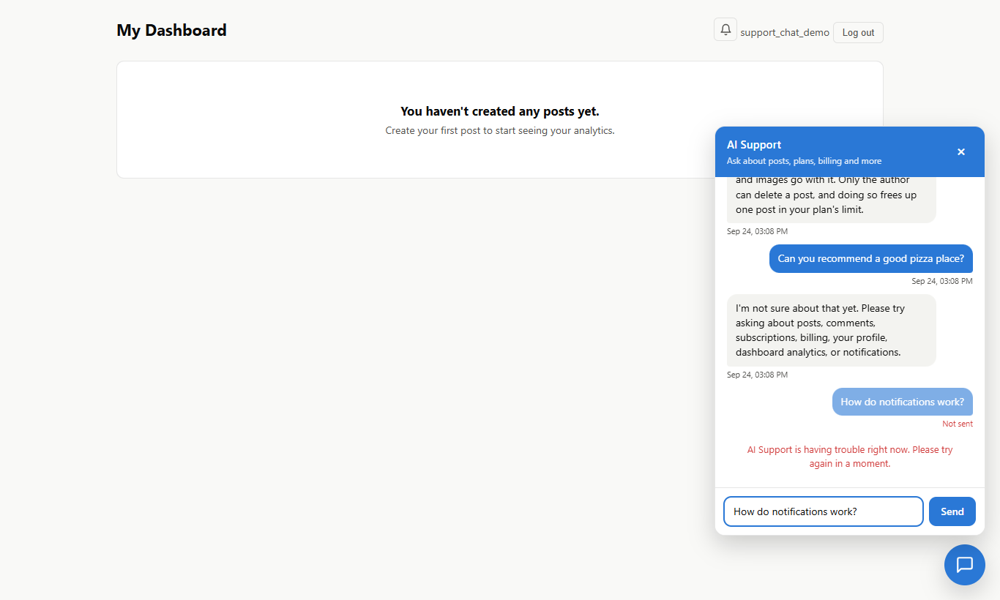 My Dashboard
support_chat_demo
Log out
You haven't created any posts yet.
Create your first post to start seeing your analytics.
AI Support
Ask about posts, plans, billing and more
and images go with it. Only the author
can delete a post, and doing so frees up
one post in your plan's limit.
Sep 24, 03:08 PM
Can you recommend a good pizza place?
Sep 24, 03:08 PM
I'm not sure about that yet. Please try
asking about posts, comments,
subscriptions, billing, your profile,
dashboard analytics, or notifications.
Sep 24, 03:08 PM
How do notifications work?
Not sent
AI Support is having trouble right now. Please try
again in a moment.
How do notifications work?
Send